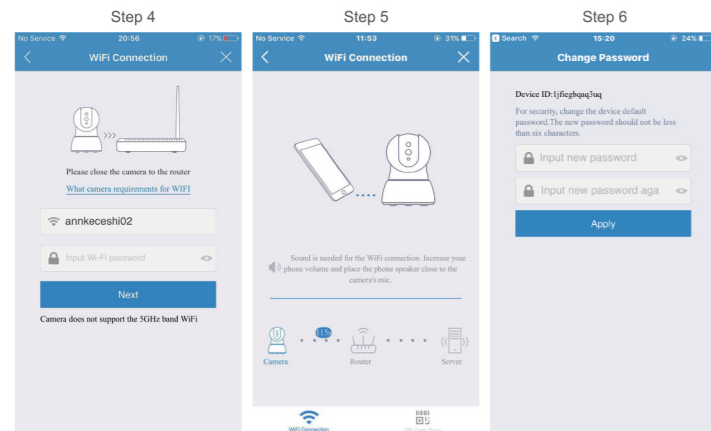 Step 4
No Service 20:56 17%
WiFi Connection
Please close the camera to the router
What camera requirements for WIFI
annkeceshi02
Input Wi-Fi password
Next
Camera does not support the 5GHz band WiFi
Step 5
No Service 11:53 31%
WiFi Connection
Sound is needed for the WiFi connection. Increase your
phone volume and place the phone speaker close to the
camera's mic.
115s
Camera Router Server
WiFi Connection
Step 6
Search 15:20 24%
Change Password
Device ID:1jfiegbqaq3uq
For security, change the device default
password.The new password should not be less
than six characters.
Input new password
Input new password aga
Apply